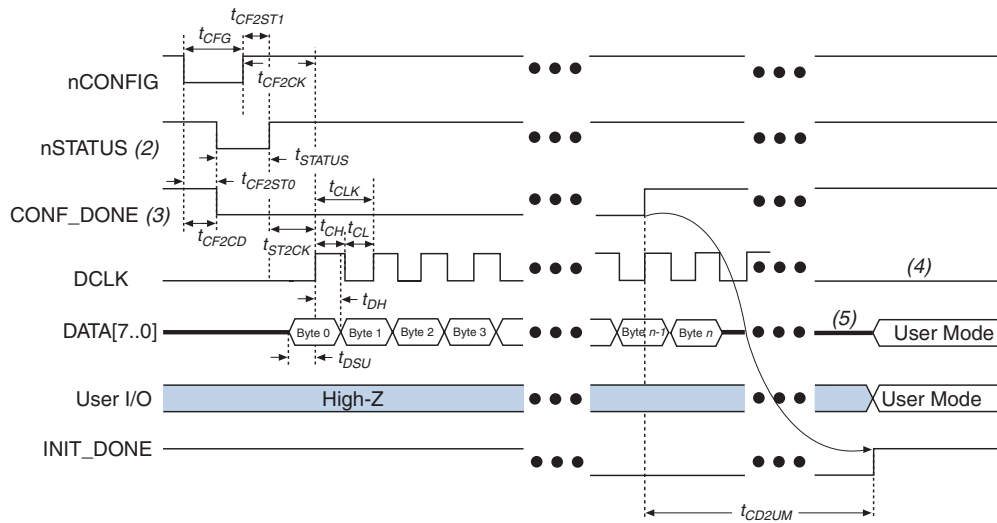 tCF2ST1
tCFG
nCONFIG
tCF2CK
nSTATUS (2)
tSTATUS
tCF2ST0
tCLK
CONF_DONE (3)
tCF2CD
tST2CK
tCH
tCL
DCLK
(4)
tDH
DATA[7..0]
Byte 0
Byte 1
Byte 2
Byte 3
Byte n-1
Byte n
(5)
User Mode
tDSU
User I/O
High-Z
User Mode
INIT_DONE
tCD2UM